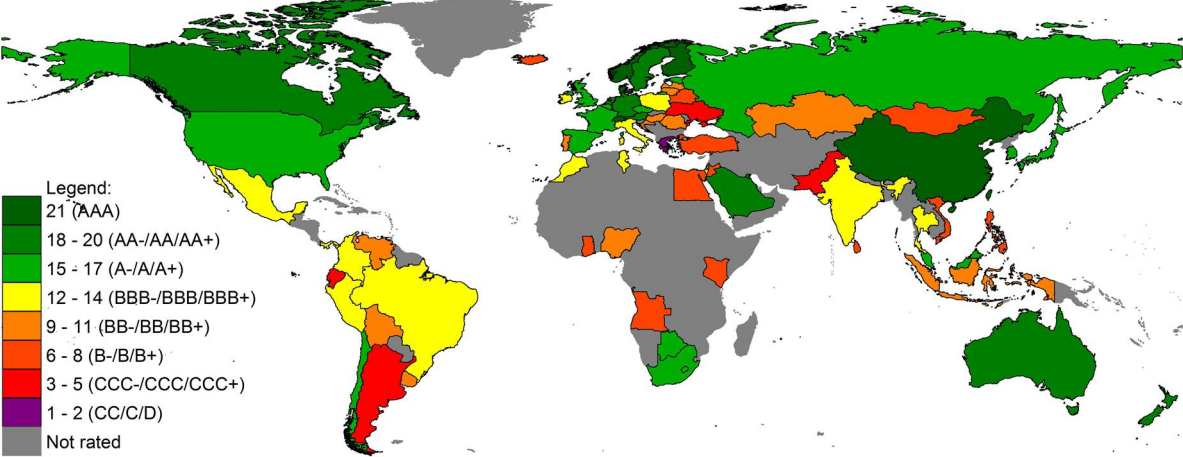 Legend:
21 (AAA)
18 - 20 (AA-/AA/AA+)
15 - 17 (A-/A/A+)
12 - 14 (BBB-/BBB/BBB+)
9 - 11 (BB-/BB/BB+)
6 - 8 (B-/B/B+)
3 - 5 (CCC-/CCC/CCC+)
1 - 2 (CC/C/D)
Not rated